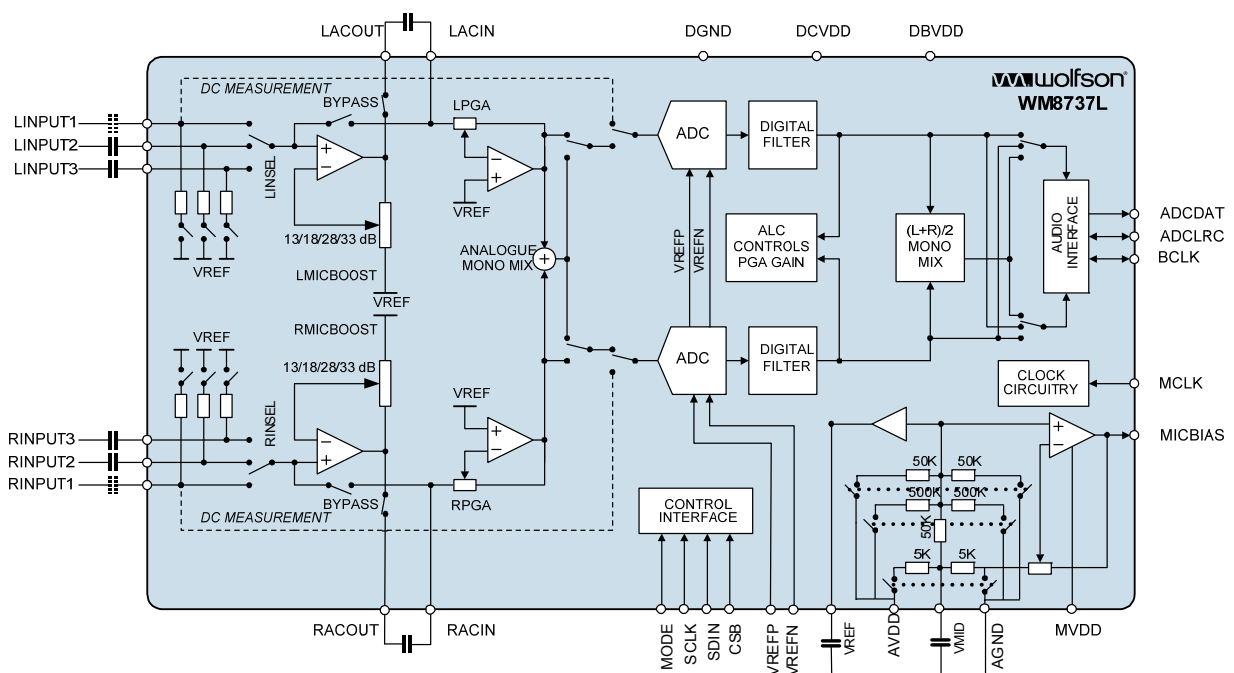 LACOUT
LACIN
DGND
DCVDD
DBVDD
DC MEASUREMENT
wolfson
WM8737L
BYPASS
LPGA
LINPUT1
LINPUT2
LINPUT3
LINSEL
ADC
DIGITAL
FILTER
VREF
VREF
13/18/28/33 dB
ANALOGUE
MONO MIX
LMICBOOST
VREF
RMICBOOST
VREFP
VREFN
ALC
CONTROLS
PGA GAIN
(L+R)/2
MONO
MIX
AUDIO
INTERFACE
ADCDAT
ADCLRC
BCLK
VREF
13/18/28/33 dB
ADC
DIGITAL
FILTER
CLOCK
CIRCUITRY
MCLK
VREF
RINPUT3
RINPUT2
RINPUT1
RINSEL
MICBIAS
50K
50K
500K
500K
50K
5K
5K
BYPASS
RPGA
DC MEASUREMENT
CONTROL
INTERFACE
RACOUT
RACIN
MODE
SCLK
SDIN
CSB
VREFP
VREFN
VREF
AVDD
VMID
AGND
MVDD